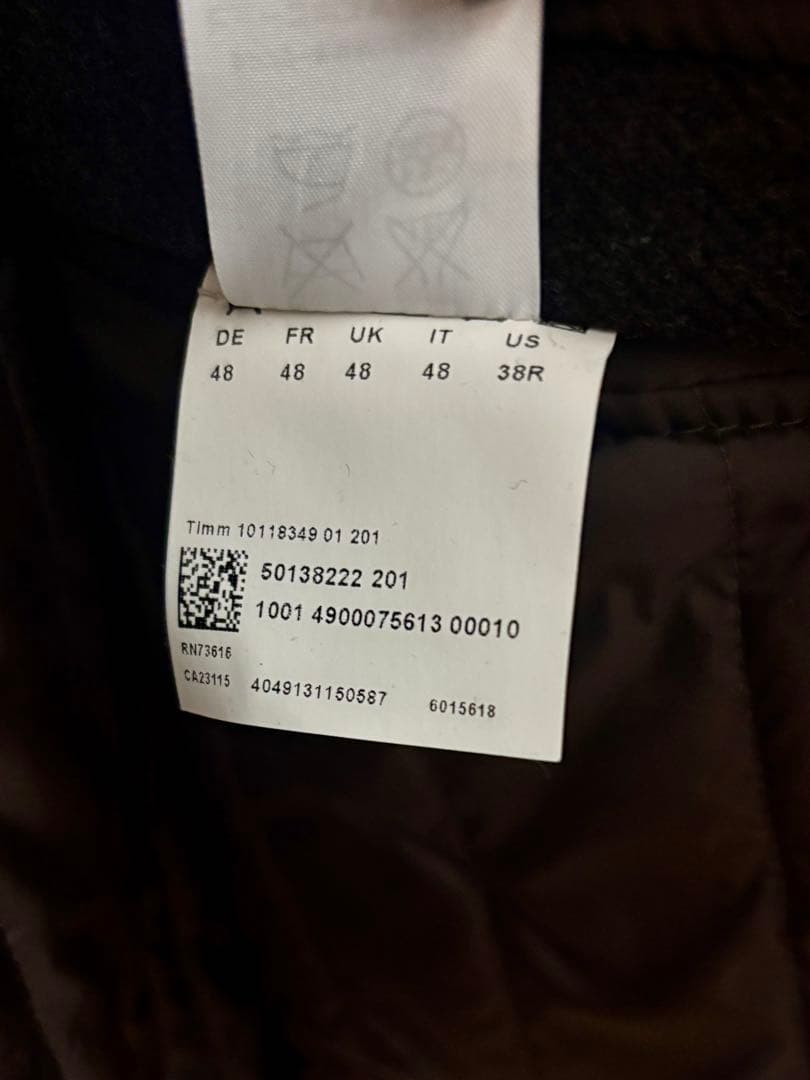 DE FR UK IT US
48 48 48 48 38R
Timm 10118349 01 201
50138222 201
1001 4900075613 00010
RN73616
CA23115 4049131150587 6015618